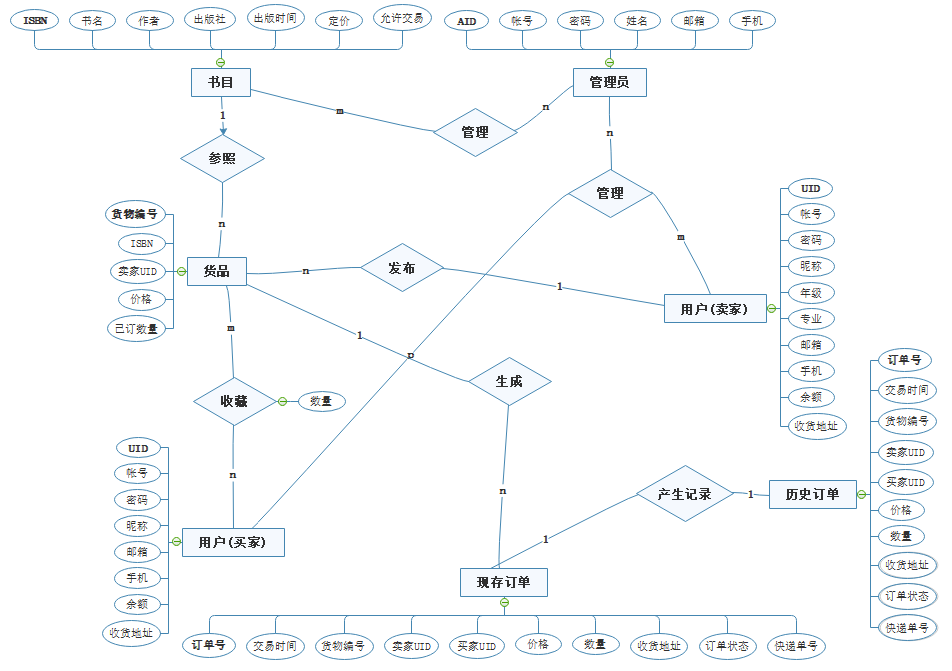 ISBN
书名
作者
出版社
出版时间
定价
允许交易
AID
帐号
密码
姓名
邮箱
手机
书目
管理员
m
n
管理
1
n
参照
管理
n
m
货物编号
ISBN
卖家UID
价格
已订数量
货品
n
发布
1
用户(卖家)
UID
帐号
密码
昵称
年级
专业
邮箱
手机
余额
收货地址
m
1
p
收藏
数量
生成
n
n
UID
帐号
密码
昵称
邮箱
手机
余额
收货地址
用户(买家)
产生记录
1
1
历史订单
订单号
交易时间
货物编号
卖家UID
买家UID
价格
数量
收货地址
订单状态
快递单号
现存订单
订单号
交易时间
货物编号
卖家UID
买家UID
价格
数量
收货地址
订单状态
快递单号